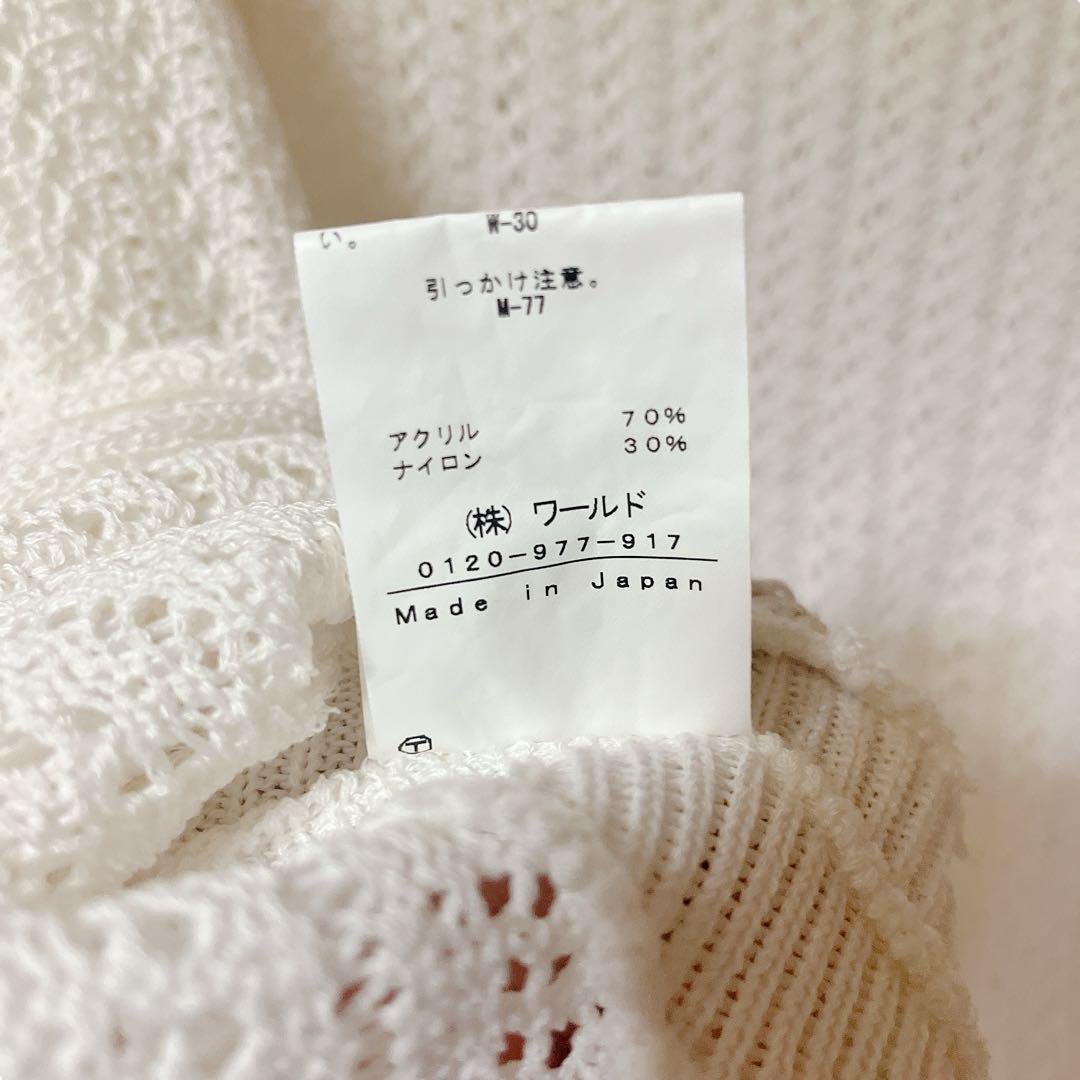 い。
W-30
引っかけ注意。
M-77
アクリル 70%
ナイロン 30%
(株) ワールド
0120-977-917
Made in Japan
T